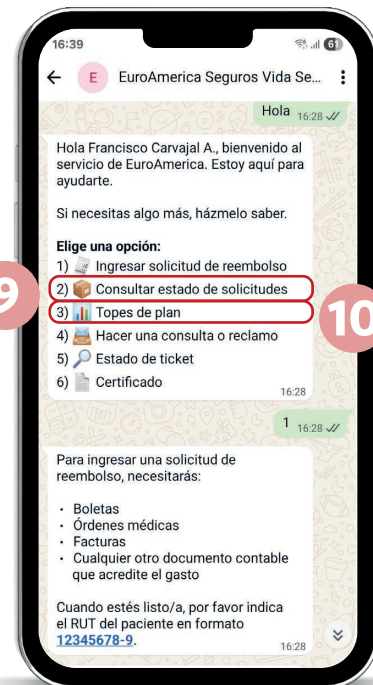 16:39
61
E EuroAmerica Seguros Vida Se...
Hola 16:28
Hola Francisco Carvajal A., bienvenido al
servicio de EuroAmerica. Estoy aquí para
ayudarte.
Si necesitas algo más, házmelo saber.
Elige una opción:
1) Ingresar solicitud de reembolso
9
2) Consultar estado de solicitudes
3) Topes de plan
10
4) Hacer una consulta o reclamo
5) Estado de ticket
6) Certificado
16:28
1 16:28
Para ingresar una solicitud de
reembolso, necesitarás:
· Boletas
· Órdenes médicas
· Facturas
· Cualquier otro documento contable
que acredite el gasto
Cuando estés listo/a, por favor indica
el RUT del paciente en formato
12345678-9.
16:28